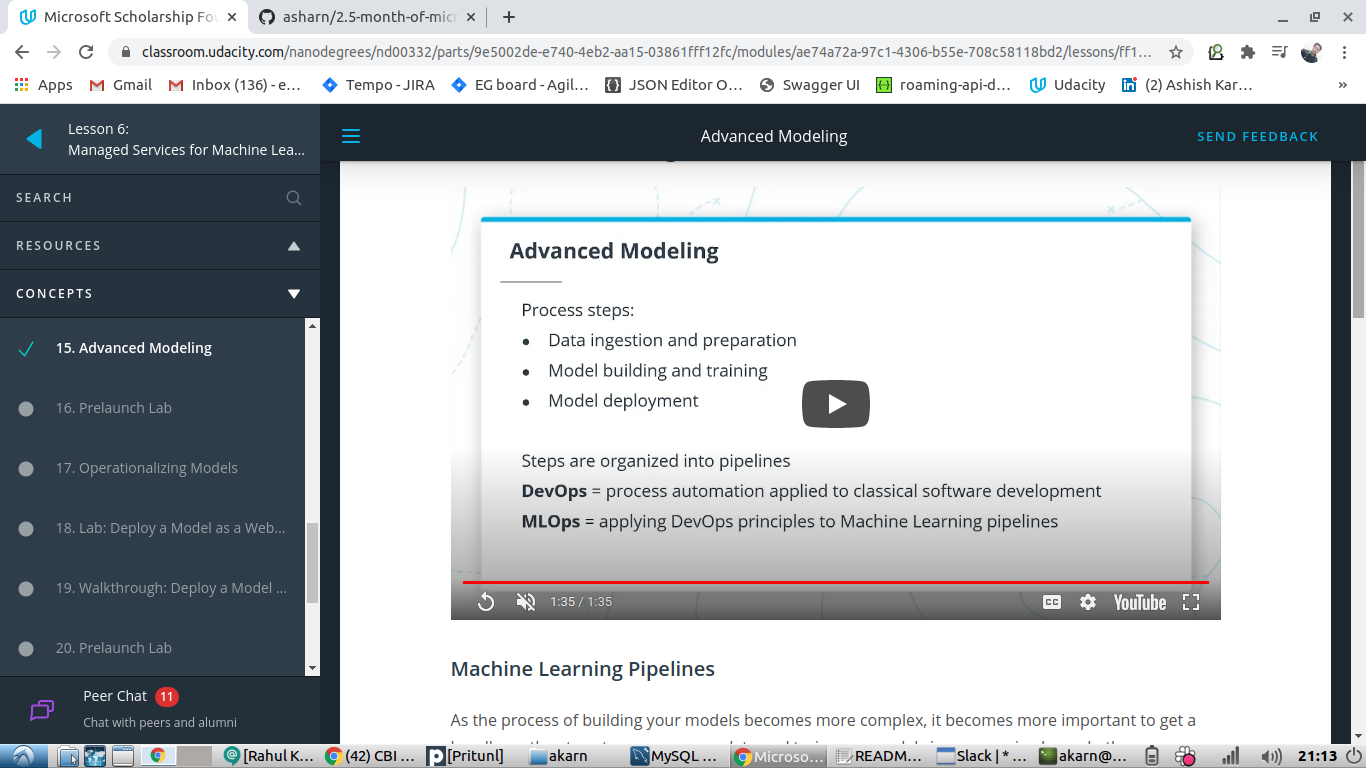 Microsoft Scholarship Fou
asharn/2.5-month-of-micr
classroom.udacity.com/nanodegrees/nd00332/parts/9e5002de-e740-4eb2-aa15-03861fff12fc/modules/ae74a72a-97c1-4306-b55e-708c58118bd2/lessons/ff1...
Apps
Gmail
Inbox (136) - e...
Tempo - JIRA
EG board - Agil...
JSON Editor O...
Swagger UI
roaming-api-d...
Udacity
(2) Ashish Kar...
»
Lesson 6:
Managed Services for Machine Lea...
Advanced Modeling
SEND FEEDBACK
SEARCH
RESOURCES
CONCEPTS
15. Advanced Modeling
16. Prelaunch Lab
17. Operationalizing Models
18. Lab: Deploy a Model as a Web...
19. Walkthrough: Deploy a Model ...
20. Prelaunch Lab
Peer Chat 11
Chat with peers and alumni
Advanced Modeling
Process steps:
• Data ingestion and preparation
• Model building and training
• Model deployment
Steps are organized into pipelines
DevOps = process automation applied to classical software development
MLOps = applying DevOps principles to Machine Learning pipelines
1:35 / 1:35
CC
YouTube
Machine Learning Pipelines
As the process of building your models becomes more complex, it becomes more important to get a
[Rahul K...
(42) CBI ...
[Pritunl]
akarn
MySQL ...
Microso...
READM...
Slack | * ...
akarn@...
21:13